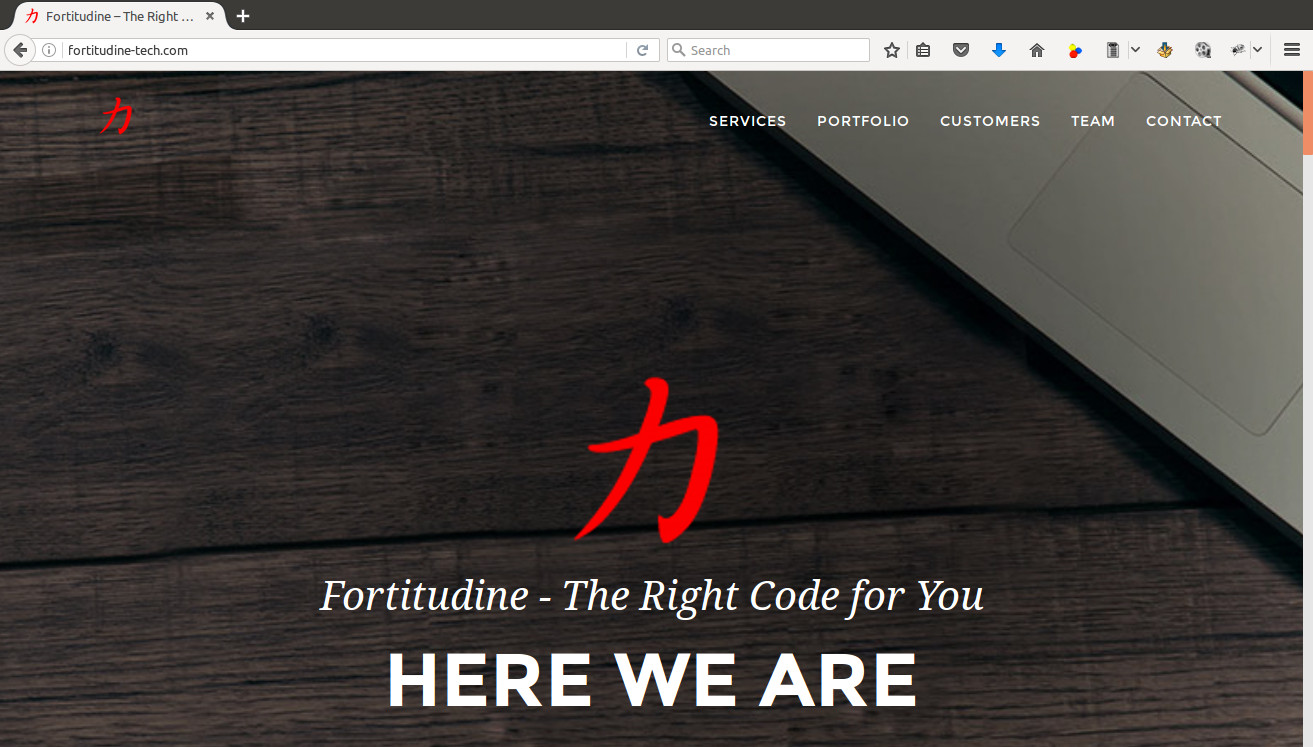 力 Fortitudine – The Right ...
fortitudine-tech.com
Search
力
SERVICES PORTFOLIO CUSTOMERS TEAM CONTACT
力
Fortitudine - The Right Code for You
HERE WE ARE